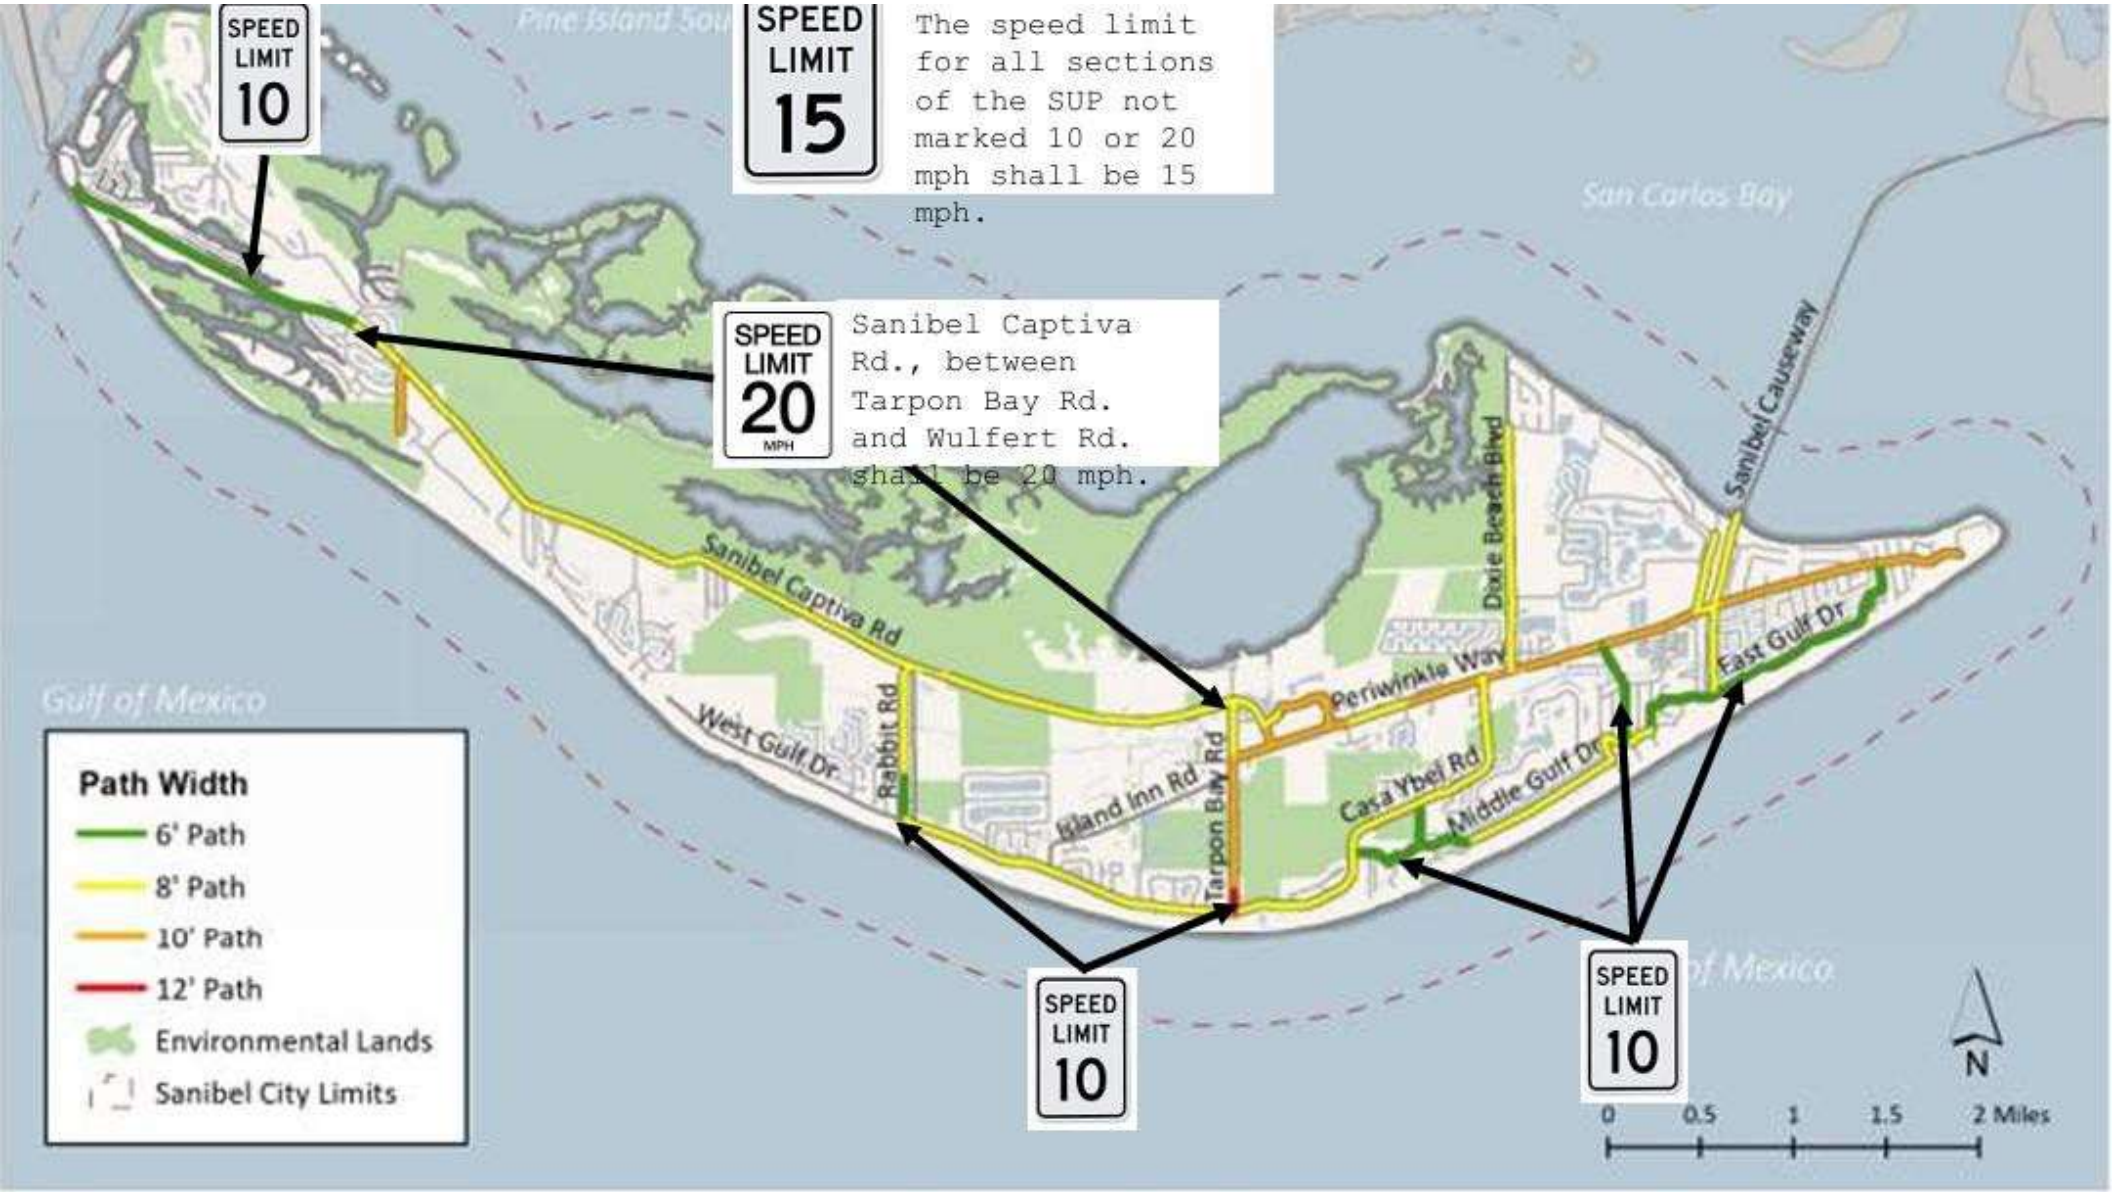 Pine Island Sou
SPEED
LIMIT
10
SPEED
LIMIT
15
The speed limit
for all sections
of the SUP not
marked 10 or 20
mph shall be 15
mph.
San Carlos Bay
Sanibel Causeway
SPEED
LIMIT
20
MPH
Sanibel Captiva
Rd., between
Tarpon Bay Rd.
and Wulfert Rd.
shall be 20 mph.
Dixie Beach Blvd
Sanibel Captiva Rd
Periwinkle Way
East Gulf Dr
Gulf of Mexico
West Gulf Dr
Rabbit Rd
Island Inn Rd
Tarpon Bay Rd
Casa Ybel Rd
Middle Gulf Dr
Path Width
6' Path
8' Path
10' Path
12' Path
Environmental Lands
Sanibel City Limits
SPEED
LIMIT
10
SPEED
LIMIT
10
of Mexico
N
0 0.5 1 1.5 2 Miles